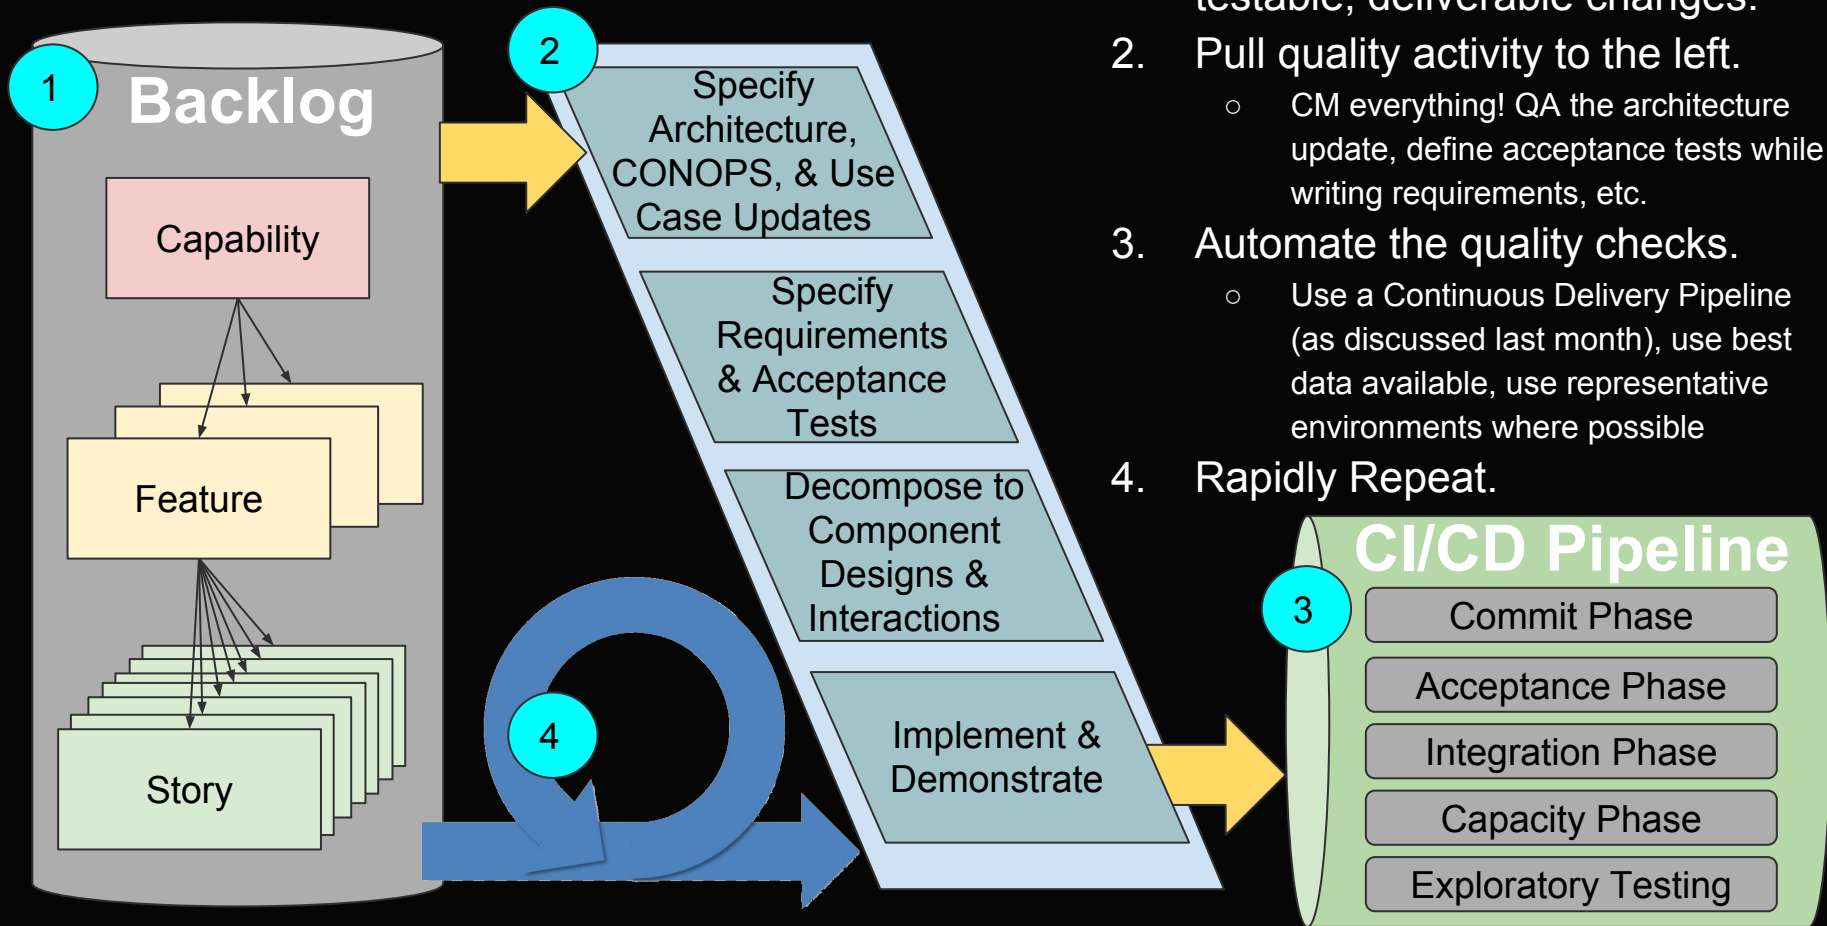 1
Backlog
Capability
Feature
Story
2
Specify
Architecture,
CONOPS, & Use
Case Updates
Specify
Requirements
& Acceptance
Tests
Decompose to
Component
Designs &
Interactions
Implement &
Demonstrate
4
testable, deliverable changes.
2. Pull quality activity to the left.
○ CM everything! QA the architecture
update, define acceptance tests while
writing requirements, etc.
3. Automate the quality checks.
○ Use a Continuous Delivery Pipeline
(as discussed last month), use best
data available, use representative
environments where possible
4. Rapidly Repeat.
3
CI/CD Pipeline
Commit Phase
Acceptance Phase
Integration Phase
Capacity Phase
Exploratory Testing